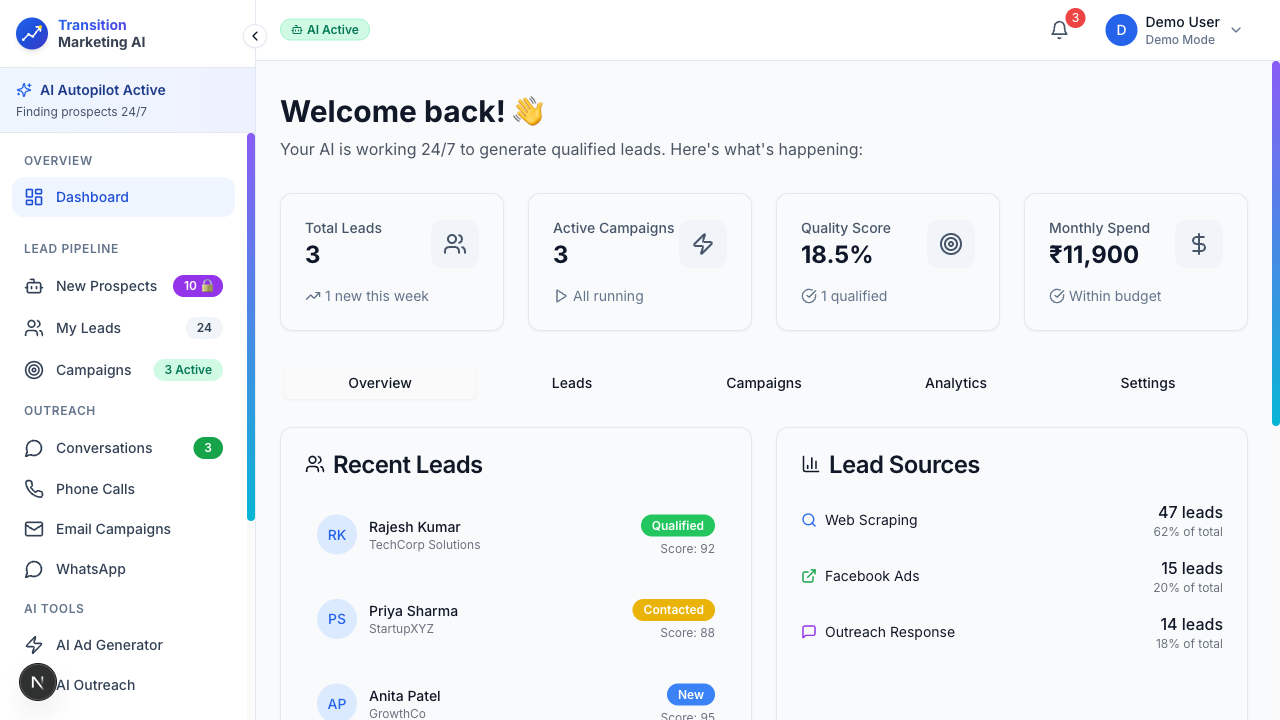 Transition
Marketing AI
AI Autopilot Active
Finding prospects 24/7
OVERVIEW
Dashboard
LEAD PIPELINE
New Prospects 10 🔒
My Leads 24
Campaigns 3 Active
OUTREACH
Conversations 3
Phone Calls
Email Campaigns
WhatsApp
AI TOOLS
AI Ad Generator
N AI Outreach
AI Active
3
D
Demo User
Demo Mode
Welcome back! 👋
Your AI is working 24/7 to generate qualified leads. Here's what's happening:
Total Leads
3
1 new this week
Active Campaigns
3
All running
Quality Score
18.5%
1 qualified
Monthly Spend
₹11,900
Within budget
Overview Leads Campaigns Analytics Settings
Recent Leads
RK Rajesh Kumar Qualified
TechCorp Solutions Score: 92
PS Priya Sharma Contacted
StartupXYZ Score: 88
AP Anita Patel New
GrowthCo Score: 95
Lead Sources
Web Scraping 47 leads
62% of total
Facebook Ads 15 leads
20% of total
Outreach Response 14 leads
18% of total